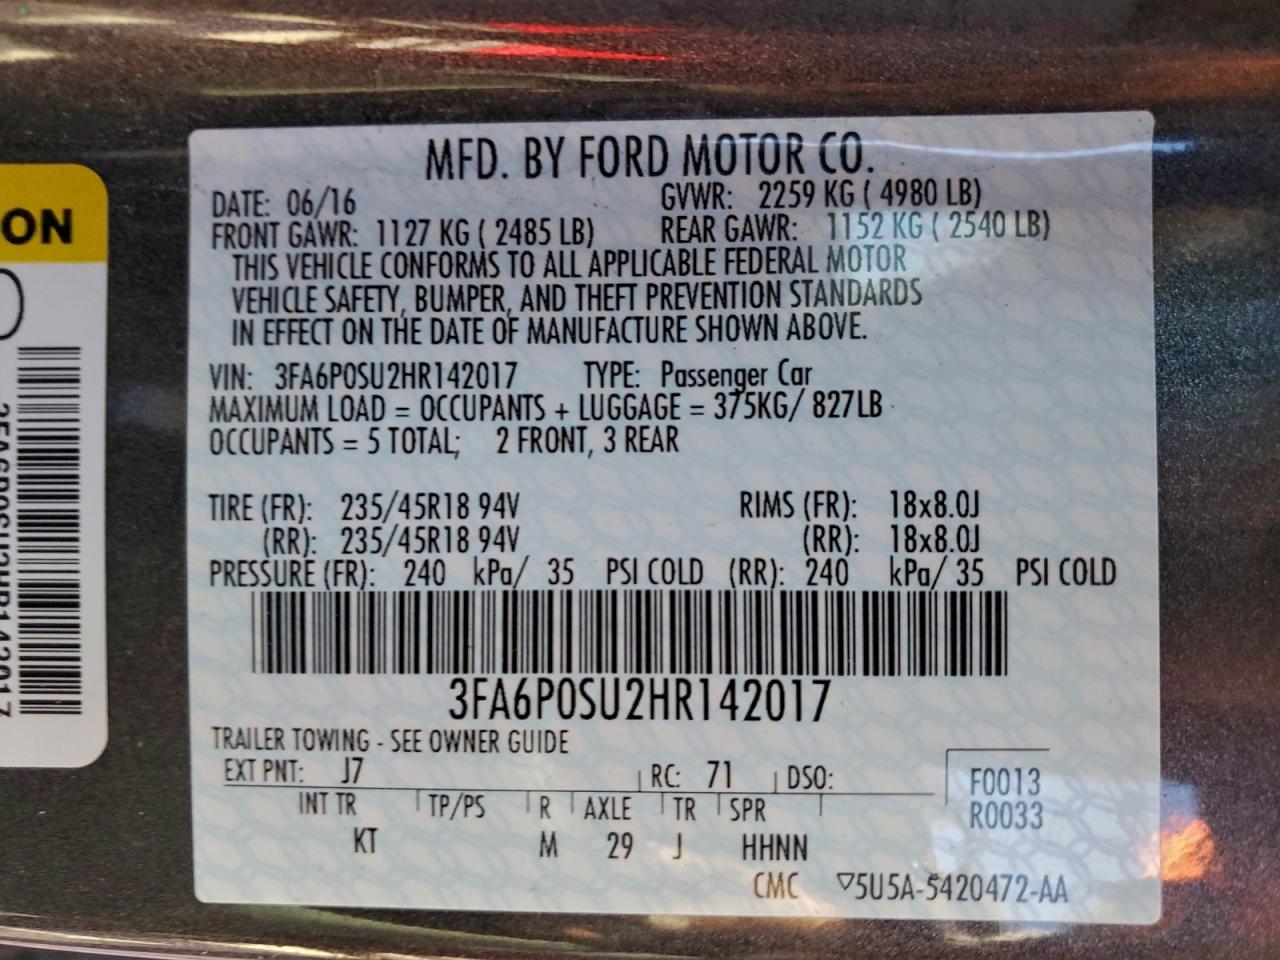 MFD. BY FORD MOTOR CO.
DATE: 06/16 GVWR: 2259 KG ( 4980 LB)
FRONT GAWR: 1127 KG ( 2485 LB) REAR GAWR: 1152 KG ( 2540 LB)
THIS VEHICLE CONFORMS TO ALL APPLICABLE FEDERAL MOTOR
VEHICLE SAFETY, BUMPER, AND THEFT PREVENTION STANDARDS
IN EFFECT ON THE DATE OF MANUFACTURE SHOWN ABOVE.
VIN: 3FA6P0SU2HR142017 TYPE: Passenger Car
MAXIMUM LOAD = OCCUPANTS + LUGGAGE = 375KG/ 827LB
OCCUPANTS = 5 TOTAL; 2 FRONT, 3 REAR
TIRE (FR): 235/45R18 94V RIMS (FR): 18x8.0J
(RR): 235/45R18 94V (RR): 18x8.0J
PRESSURE (FR): 240 kPa/ 35 PSI COLD (RR): 240 kPa/ 35 PSI COLD
3FA6P0SU2HR142017
TRAILER TOWING - SEE OWNER GUIDE
EXT PNT: J7 RC: 71 DSO: F0013
INT TR TP/PS R AXLE TR SPR R0033
KT M 29 J HHNN
CMC ▽5U5A-5420472-AA
ON
3FA6P0SU2HR142017